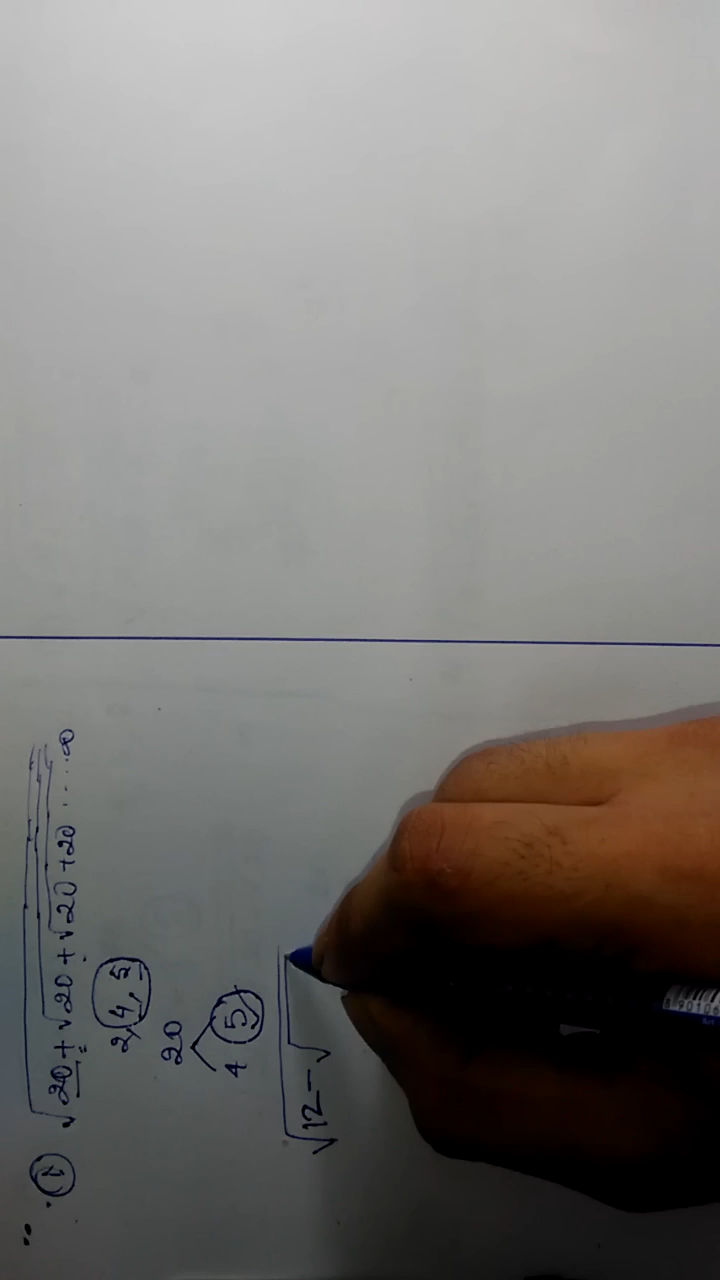 ① √20 + √20 + √20 + 20 ....∞
2, 4, 5
20
4 5
√12 - √